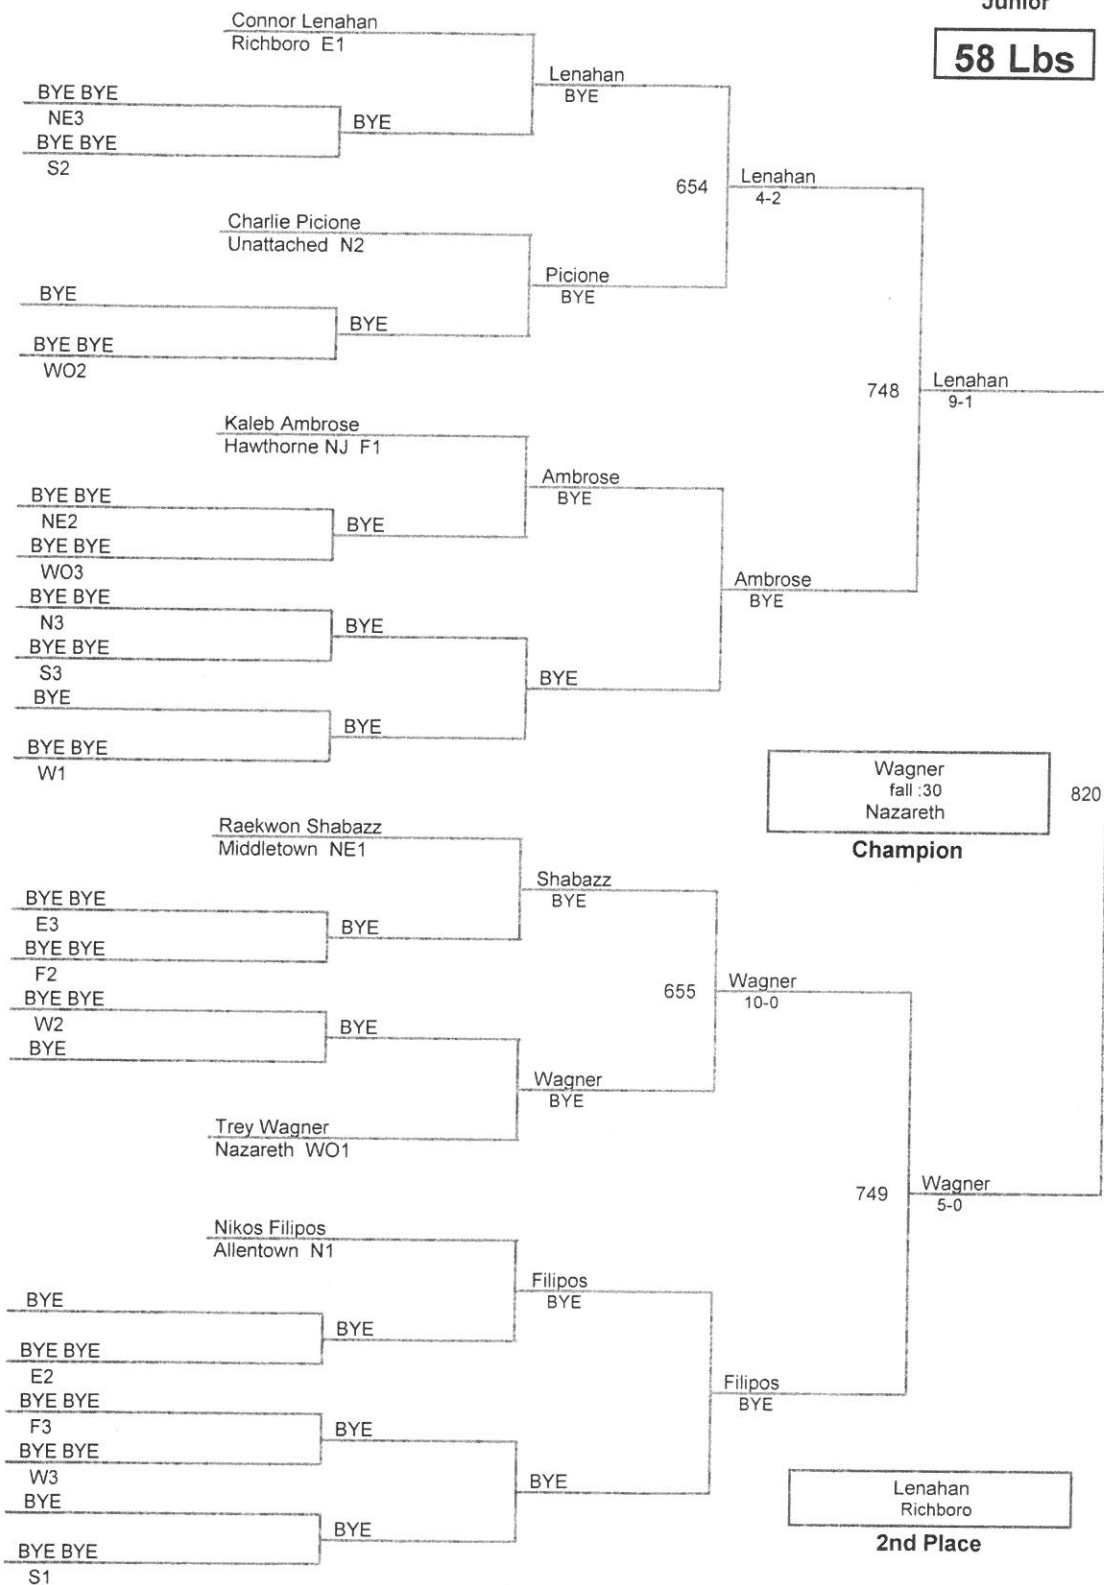 Junior
58 Lbs
Connor Lenahan
Richboro E1
Lenahan
BYE
BYE BYE
NE3
BYE
BYE BYE
S2
654
Lenahan
4-2
Charlie Picione
Unattached N2
Picione
BYE
BYE
BYE
BYE BYE
WO2
748
Lenahan
9-1
Kaleb Ambrose
Hawthorne NJ F1
Ambrose
BYE
BYE BYE
NE2
BYE
BYE BYE
WO3
Ambrose
BYE
BYE BYE
N3
BYE
BYE BYE
S3
BYE
BYE
BYE
BYE BYE
W1
Wagner
fall :30
Nazareth
820
Champion
Raekwon Shabazz
Middletown NE1
Shabazz
BYE
BYE BYE
E3
BYE
BYE BYE
F2
655
Wagner
10-0
BYE BYE
W2
BYE
BYE
Wagner
BYE
Trey Wagner
Nazareth WO1
749
Wagner
5-0
Nikos Filipos
Allentown N1
Filipos
BYE
BYE
BYE
BYE BYE
E2
Filipos
BYE
BYE BYE
F3
BYE
BYE BYE
W3
BYE
BYE
BYE
BYE BYE
S1
Lenahan
Richboro
2nd Place